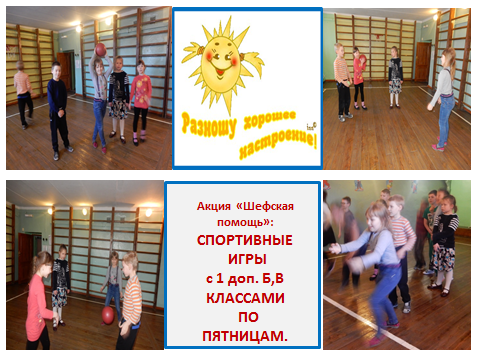 Разношу хорошее
настроение!
Акция «Шефская
помощь»:
СПОРТИВНЫЕ
ИГРЫ
с 1 доп. Б,В
КЛАССАМИ
ПО
ПЯТНИЦАМ.